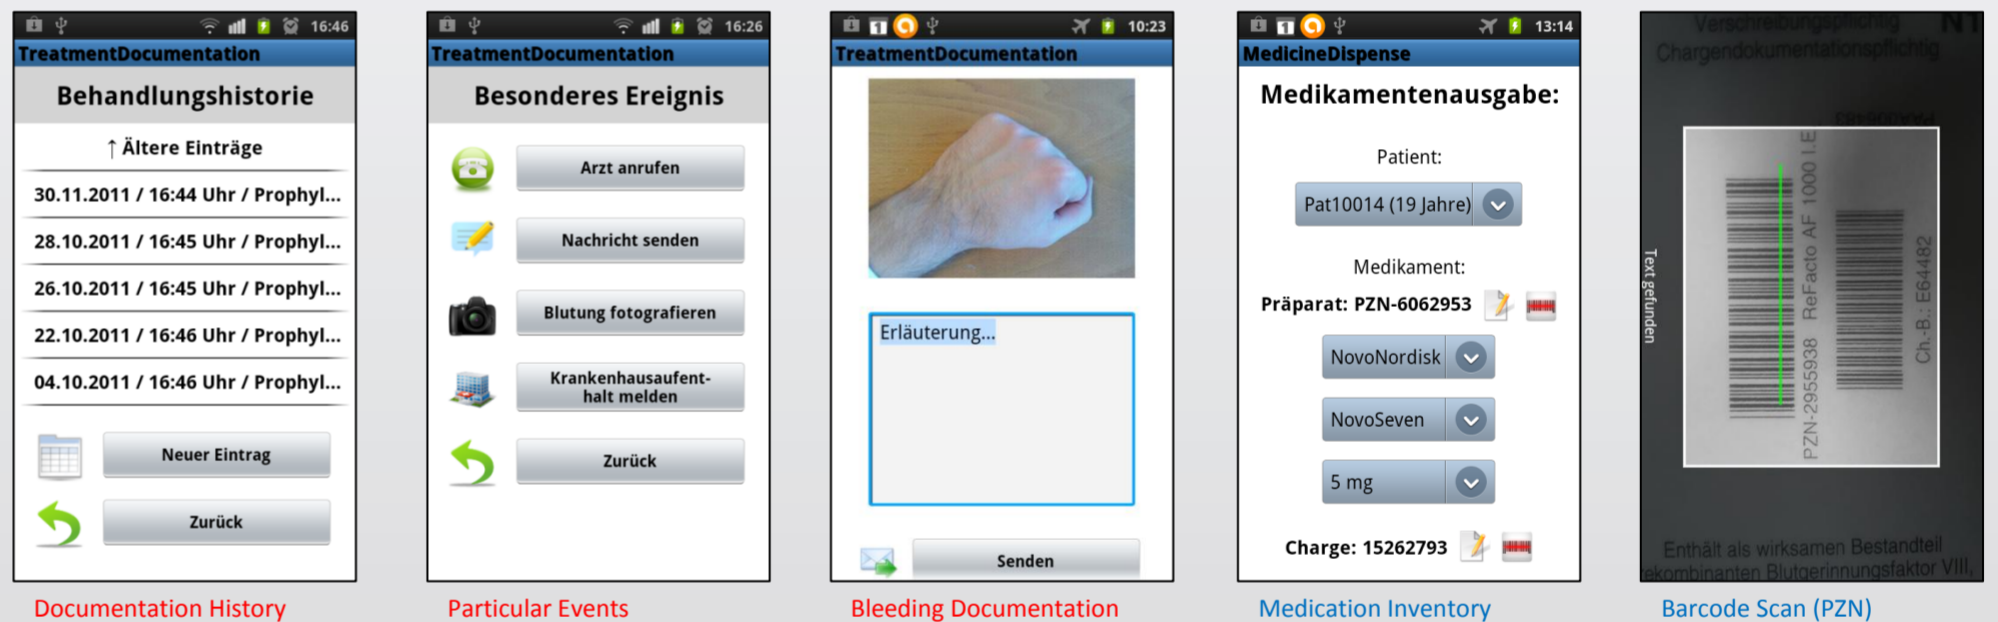 16:46
TreatmentDocumentation
Behandlungshistorie
↑ Ältere Einträge
30.11.2011 / 16:44 Uhr / Prophyl...
28.10.2011 / 16:45 Uhr / Prophyl...
26.10.2011 / 16:45 Uhr / Prophyl...
22.10.2011 / 16:46 Uhr / Prophyl...
04.10.2011 / 16:46 Uhr / Prophyl...
Neuer Eintrag
Zurück
Documentation History
16:26
TreatmentDocumentation
Besonderes Ereignis
Arzt anrufen
Nachricht senden
Blutung fotografieren
Krankenhausaufent-
halt melden
Zurück
Particular Events
1
10:23
TreatmentDocumentation
Erläuterung...
Senden
Bleeding Documentation
1
13:14
MedicineDispense
Medikamentenausgabe:
Patient:
Pat10014 (19 Jahre)
Medikament:
Präparat: PZN-6062953
NovoNordisk
NovoSeven
5 mg
Charge: 15262793
Medication Inventory
Verschreibungspflichtig
Chargendokumentationspflichtig
Text gefunden
PZN-2955938 ReFacto AF 1000 I.E
Ch.-B.: E64482
Enthält als wirksamen Bestandteil
rekombinanten Blutgerinnungsfaktor VIII,
Barcode Scan (PZN)